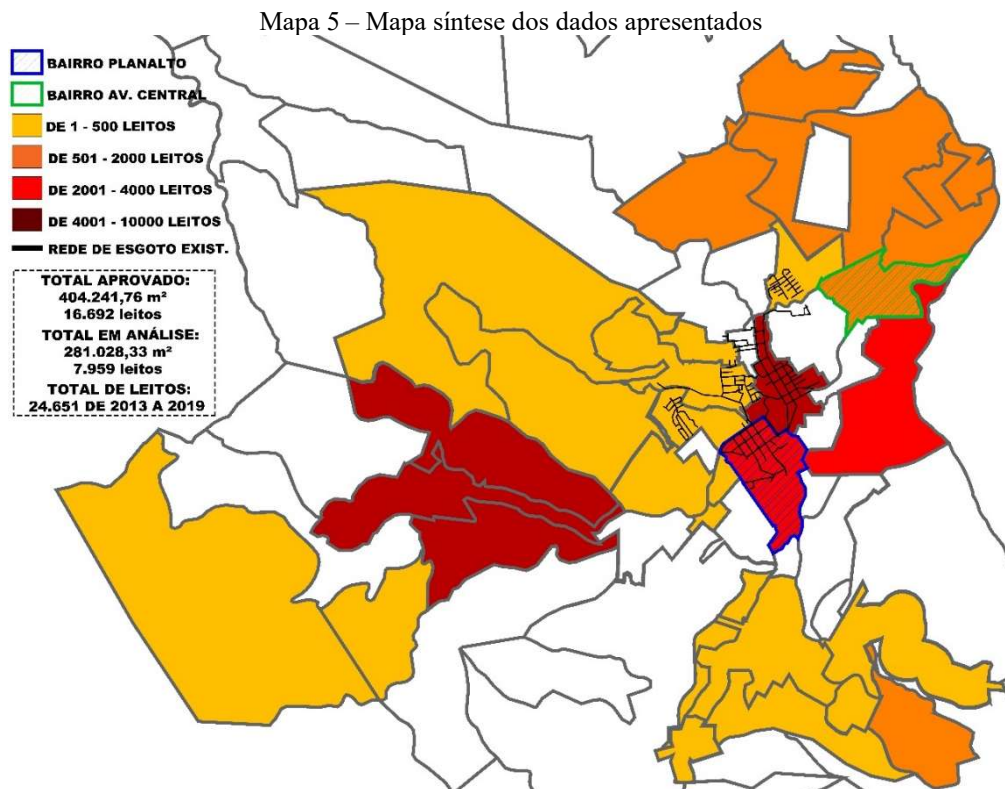 Mapa 5 – Mapa síntese dos dados apresentados
BAIRRO PLANALTO
BAIRRO AV. CENTRAL
DE 1 - 500 LEITOS
DE 501 - 2000 LEITOS
DE 2001 - 4000 LEITOS
DE 4001 - 10000 LEITOS
REDE DE ESGOTO EXIST.
TOTAL APROVADO:
404.241,76 m²
16.692 leitos
TOTAL EM ANÁLISE:
281.028,33 m²
7.959 leitos
TOTAL DE LEITOS:
24.651 DE 2013 A 2019